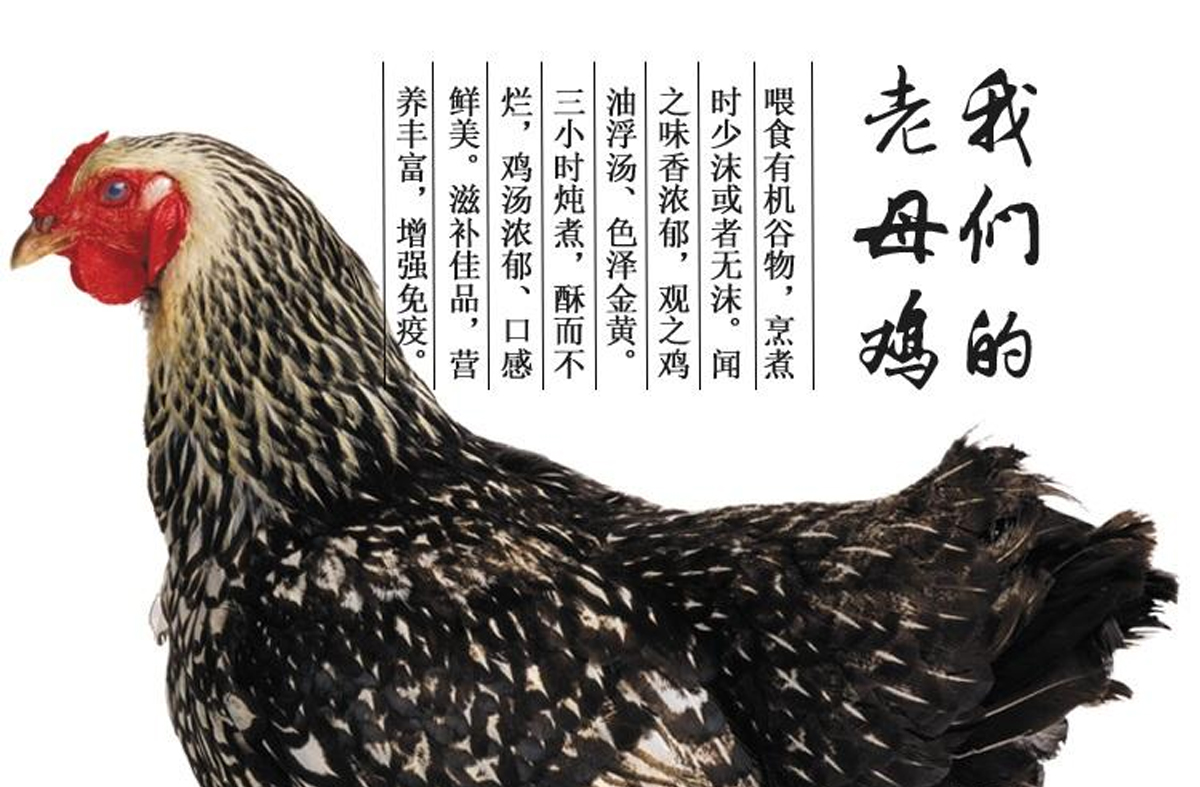 我们的
老母鸡
喂食有机谷物，烹煮
时少沫或者无沫。闻
之味香浓郁，观之鸡
油浮汤、色泽金黄。
三小时炖煮，酥而不
烂，鸡汤浓郁、口感
鲜美。滋补佳品，营
养丰富，增强免疫。